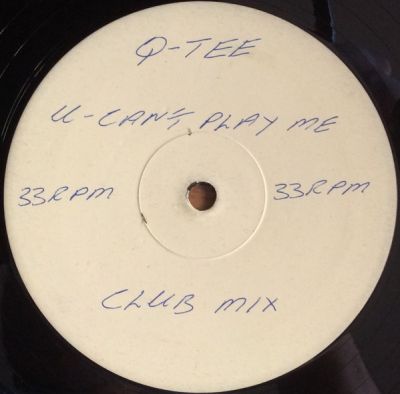 Q-TEE
U-CAN'T PLAY ME
33RPM 33RPM
CLUB MIX